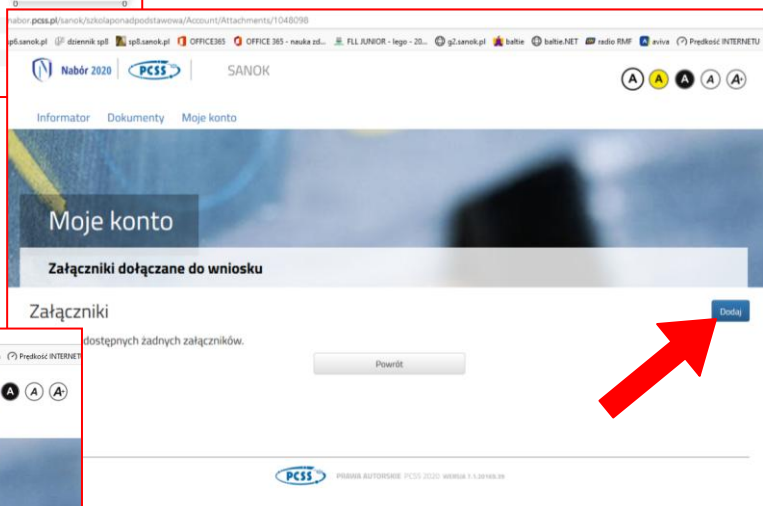 0 0
nabor.pcss.pl/sanok/szkolaponadpodstawowa/Account/Attachments/1048098
sp6.sanok.pl dziennik sp8 sp8.sanok.pl OFFICE365 OFFICE 365 - nauka zd... FLL JUNIOR - lego - 20... g2.sanok.pl baltie baltie.NET radio RMF aviva Prędkość INTERNETU
Nabór 2020 PCSS SANOK
A A A A A+
Informator Dokumenty Moje konto
Moje konto
Załączniki dołączane do wniosku
Załączniki
Dodaj
dostępnych żadnych załączników.
Powrót
Prędkość INTERNET
A A A+
PCSS PRAWA AUTORSKIE PCSS 2020